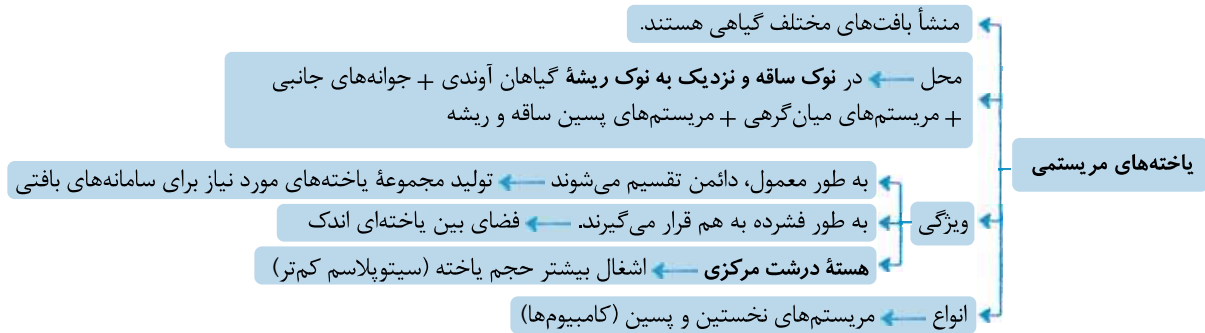 یاخته‌های مریستمی
منشأ بافت‌های مختلف گیاهی هستند.
محل ← در نوک ساقه و نزدیک به نوک ریشهٔ گیاهان آوندی + جوانه‌های جانبی
+ مریستم‌های میان‌گرهی + مریستم‌های پسین ساقه و ریشه
ویژگی
به طور معمول، دائمن تقسیم می‌شوند ← تولید مجموعهٔ یاخته‌های مورد نیاز برای سامانه‌های بافتی
به طور فشرده به هم قرار می‌گیرند. ← فضای بین یاخته‌ای اندک
هستهٔ درشت مرکزی ← اشغال بیشتر حجم یاخته (سیتوپلاسم کم‌تر)
انواع ← مریستم‌های نخستین و پسین (کامبیوم‌ها)